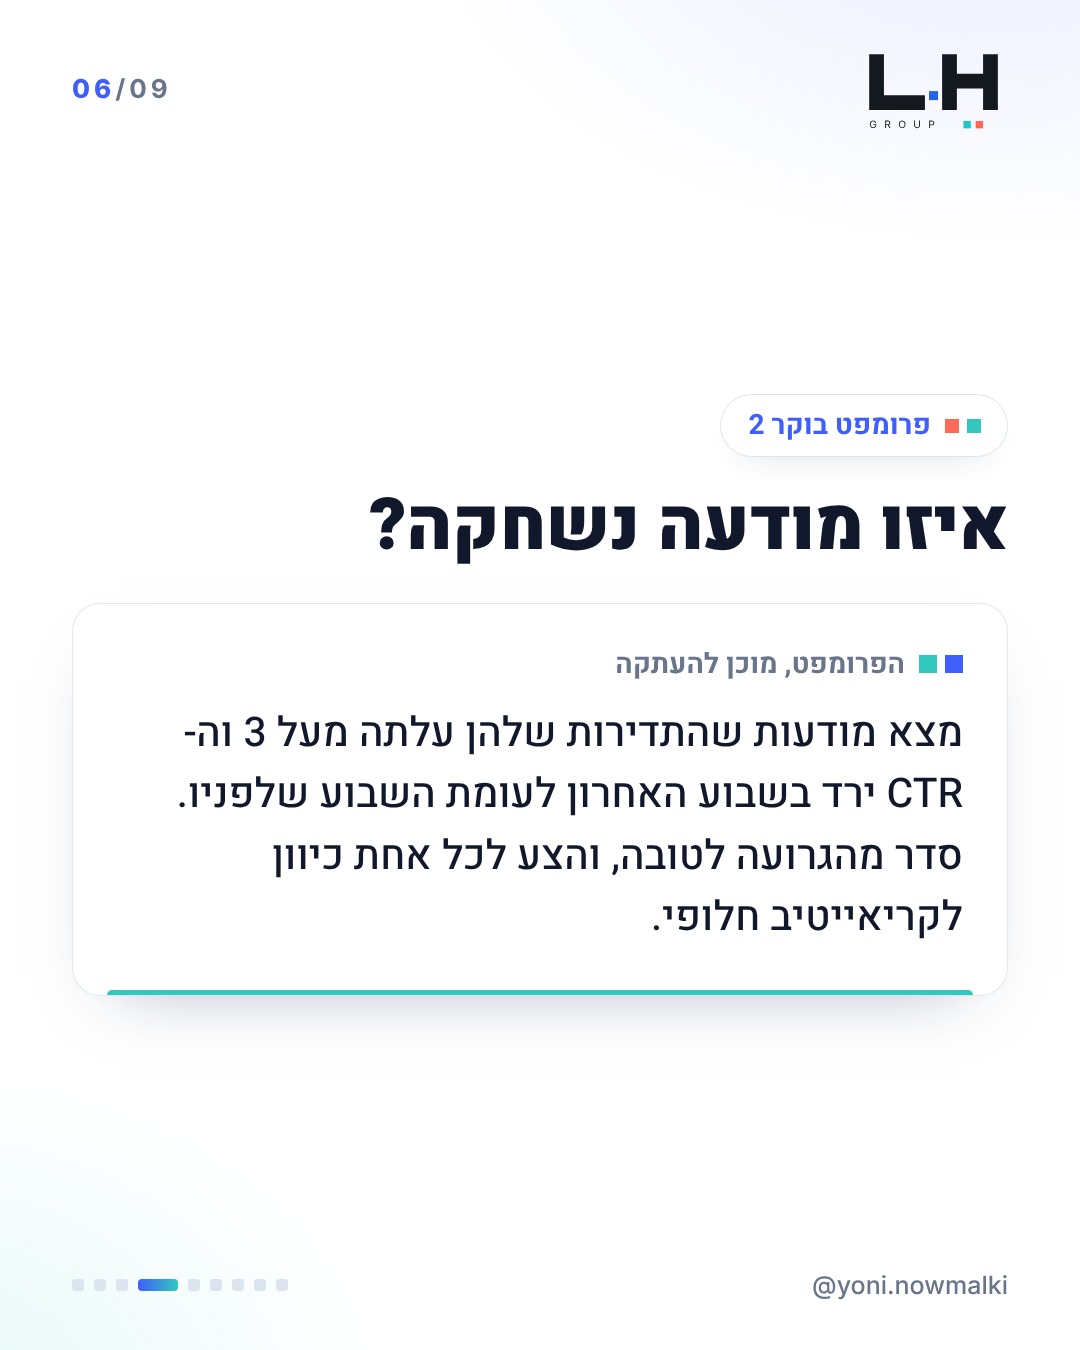 06/09
L.H
GROUP
פרומפט בוקר 2
איזו מודעה נשחקה?
הפרומפט, מוכן להעתקה
מצא מודעות שהתדירות שלהן עלתה מעל 3 וה-
CTR ירד בשבוע האחרון לעומת השבוע שלפניו.
סדר מהגרועה לטובה, והצע לכל אחת כיוון
לקריאייטיב חלופי.
@yoni.nowmalki